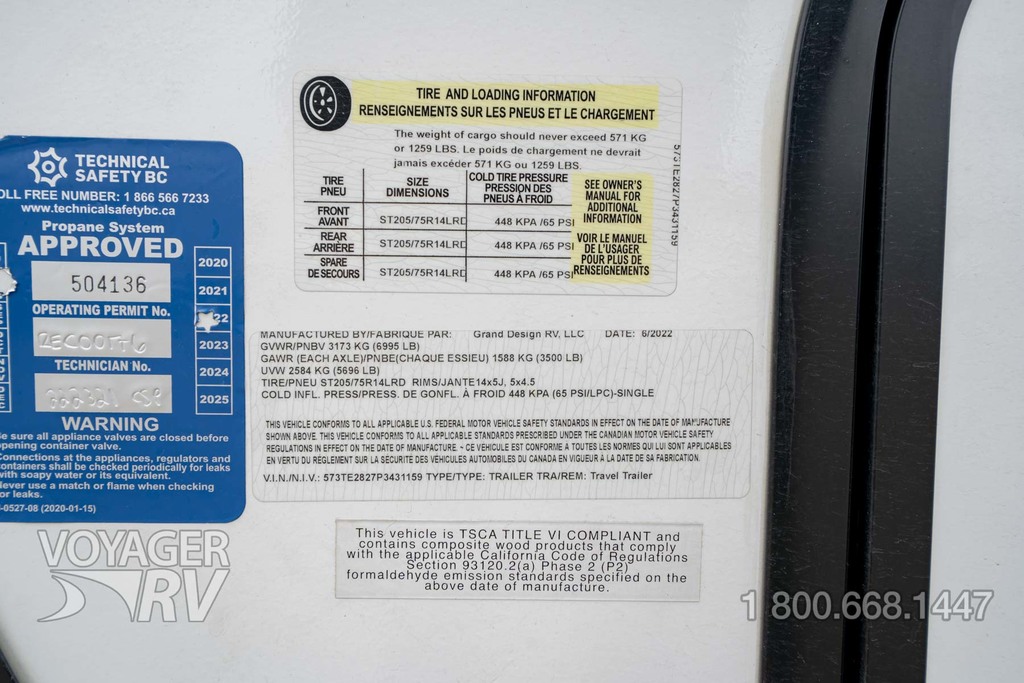 TIRE AND LOADING INFORMATION
RENSEIGNEMENTS SUR LES PNEUS ET LE CHARGEMENT
The weight of cargo should never exceed 571 KG
or 1259 LBS. Le poids de chargement ne devrait
jamais excéder 571 KG ou 1259 LBS.
TIRE PNEU SIZE DIMENSIONS COLD TIRE PRESSURE PRESSION DES PNEUS À FROID
FRONT AVANT ST205/75R14LRD 448 KPA /65 PSI
REAR ARRIÈRE ST205/75R14LRD 448 KPA /65 PSI
SPARE DE SECOURS ST205/75R14LRD 448 KPA /65 PSI
SEE OWNER'S
MANUAL FOR
ADDITIONAL
INFORMATION
VOIR LE MANUEL
DE L'USAGER
POUR PLUS DE
RENSEIGNEMENTS
573TE2827P3431159
TECHNICAL
SAFETY BC
OLL FREE NUMBER: 1 866 566 7233
www.technicalsafetybc.ca
Propane System
APPROVED
504136
OPERATING PERMIT No.
TECHNICIAN No.
2020
2021
22
2023
2024
2025
WARNING
Be sure all appliance valves are closed before
opening container valve.
Connections at the appliances, regulators and
containers shall be checked periodically for leaks
with soapy water or its equivalent.
Never use a match or flame when checking
for leaks.
-0527-08 (2020-01-15)
MANUFACTURED BY/FABRIQUE PAR: Grand Design RV, LLC DATE: 6/2022
GVWR/PNBV 3173 KG (6995 LB)
GAWR (EACH AXLE)/PNBE(CHAQUE ESSIEU) 1588 KG (3500 LB)
UVW 2584 KG (5696 LB)
TIRE/PNEU ST205/75R14LRD RIMS/JANTE14x5J, 5x4.5
COLD INFL. PRESS/PRESS. DE GONFL. À FROID 448 KPA (65 PSI/LPC)-SINGLE
THIS VEHICLE CONFORMS TO ALL APPLICABLE U.S. FEDERAL MOTOR VEHICLE SAFETY STANDARDS IN EFFECT ON THE DATE OF MANUFACTURE
SHOWN ABOVE. THIS VEHICLE CONFORMS TO ALL APPLICABLE STANDARDS PRESCRIBED UNDER THE CANADIAN MOTOR VEHICLE SAFETY
REGULATIONS IN EFFECT ON THE DATE OF MANUFACTURE. - CE VÉHICULE EST CONFORME À TOUTES LES NORMES QUI LUI SONT APPLICABLES
EN VERTU DU RÈGLEMENT SUR LA SÉCURITÉ DES VÉHICULES AUTOMOBILES DU CANADA EN VIGUEUR A LA DATE DE SA FABRICATION.
V.I.N./N.I.V.: 573TE2827P3431159 TYPE/TYPE: TRAILER TRA/REM: Travel Trailer
This vehicle is TSCA TITLE VI COMPLIANT and
contains composite wood products that comply
with the applicable California Code of Regulations
Section 93120.2(a) Phase 2 (P2)
formaldehyde emission standards specified on the
above date of manufacture.
VOYAGER
RV
1 800.668.1447